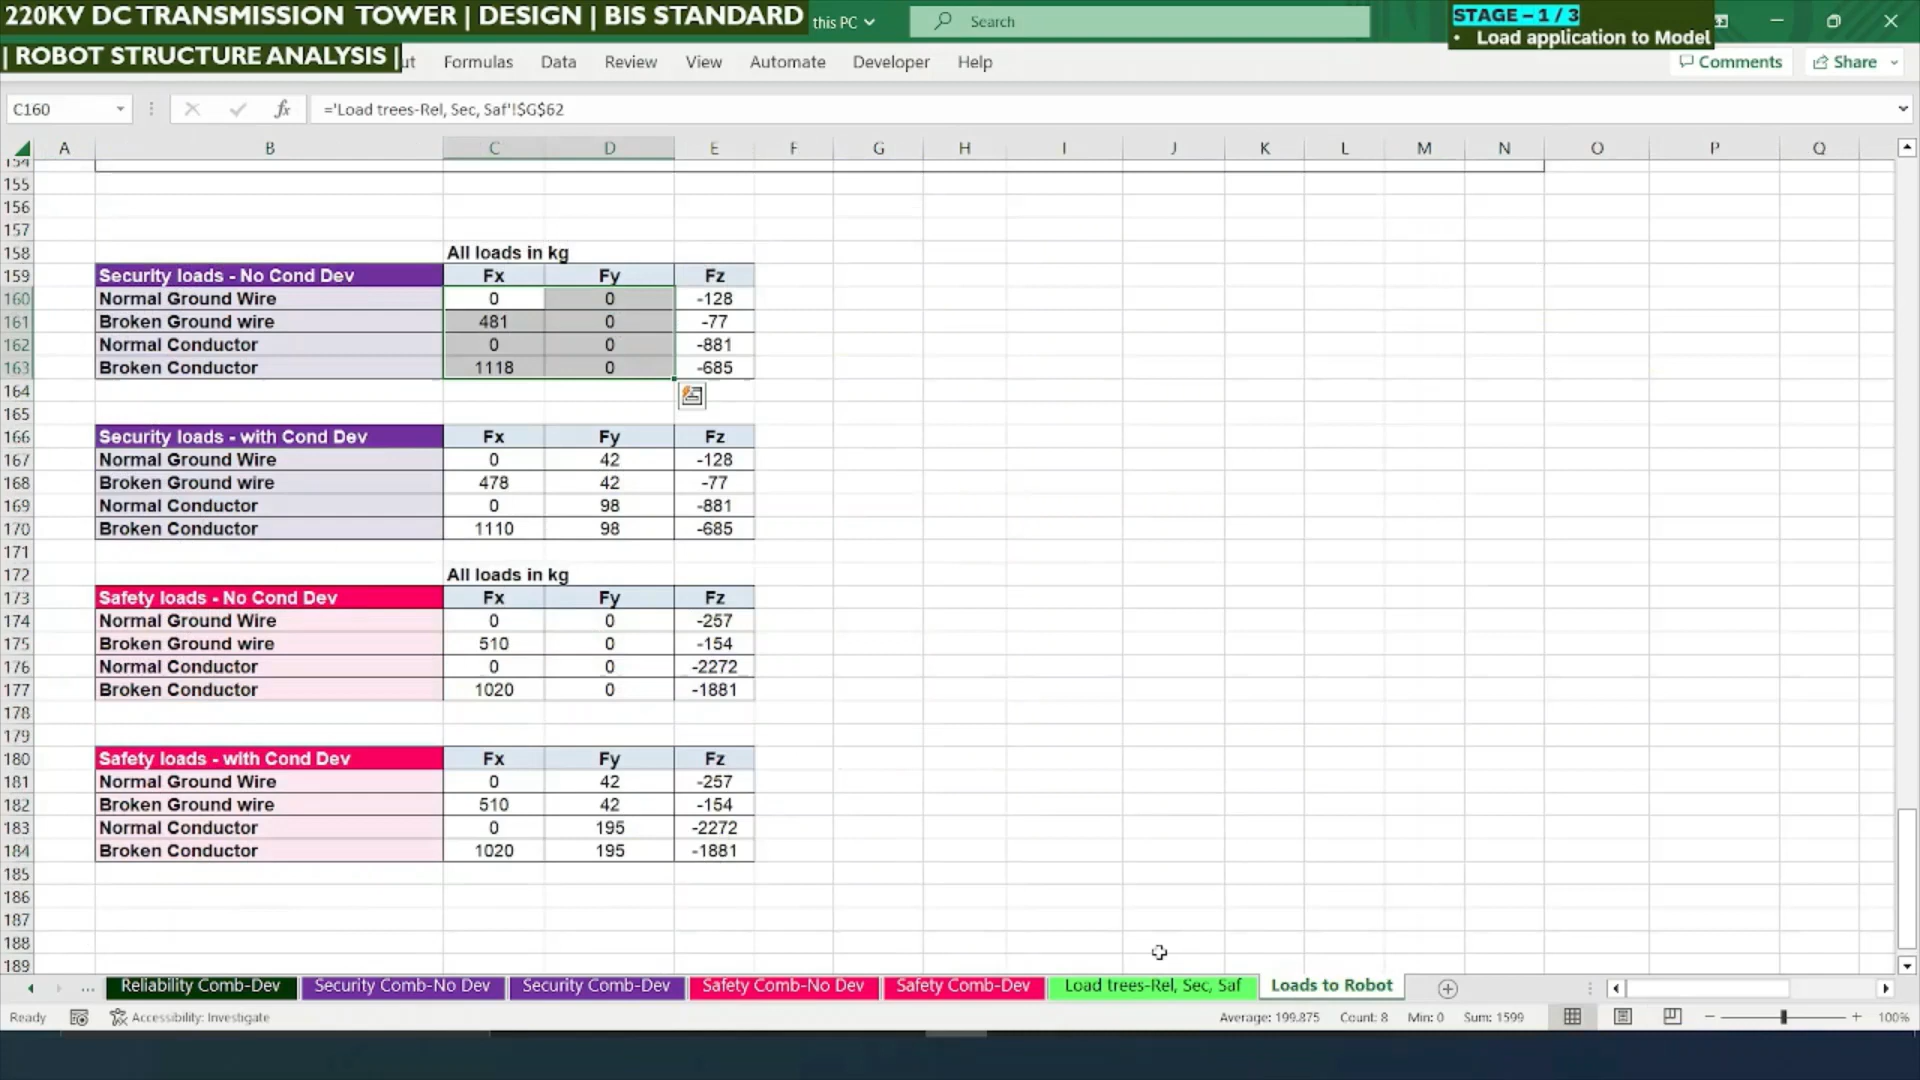 220KV DC TRANSMISSION TOWER | DESIGN | BIS STANDARD
| ROBOT STRUCTURE ANALYSIS |
this PC
Search
STAGE – 1 / 3
• Load application to Model
ut
Formulas
Data
Review
View
Automate
Developer
Help
Comments
Share
C160
fx
='Load trees-Rel, Sec, Saf'!$G$62
A B C D E F G H I J K L M N O P Q
154
155
156
157
158 All loads in kg
159 Security loads - No Cond Dev Fx Fy Fz
160 Normal Ground Wire 0 0 -128
161 Broken Ground wire 481 0 -77
162 Normal Conductor 0 0 -881
163 Broken Conductor 1118 0 -685
164
165
166 Security loads - with Cond Dev Fx Fy Fz
167 Normal Ground Wire 0 42 -128
168 Broken Ground wire 478 42 -77
169 Normal Conductor 0 98 -881
170 Broken Conductor 1110 98 -685
171
172 All loads in kg
173 Safety loads - No Cond Dev Fx Fy Fz
174 Normal Ground Wire 0 0 -257
175 Broken Ground wire 510 0 -154
176 Normal Conductor 0 0 -2272
177 Broken Conductor 1020 0 -1881
178
179
180 Safety loads - with Cond Dev Fx Fy Fz
181 Normal Ground Wire 0 42 -257
182 Broken Ground wire 510 42 -154
183 Normal Conductor 0 195 -2272
184 Broken Conductor 1020 195 -1881
185
186
187
188
189
... Reliability Comb-Dev Security Comb-No Dev Security Comb-Dev Safety Comb-No Dev Safety Comb-Dev Load trees-Rel, Sec, Saf Loads to Robot
Ready Accessibility: Investigate Average: 199.875 Count: 8 Min: 0 Sum: 1599 100%